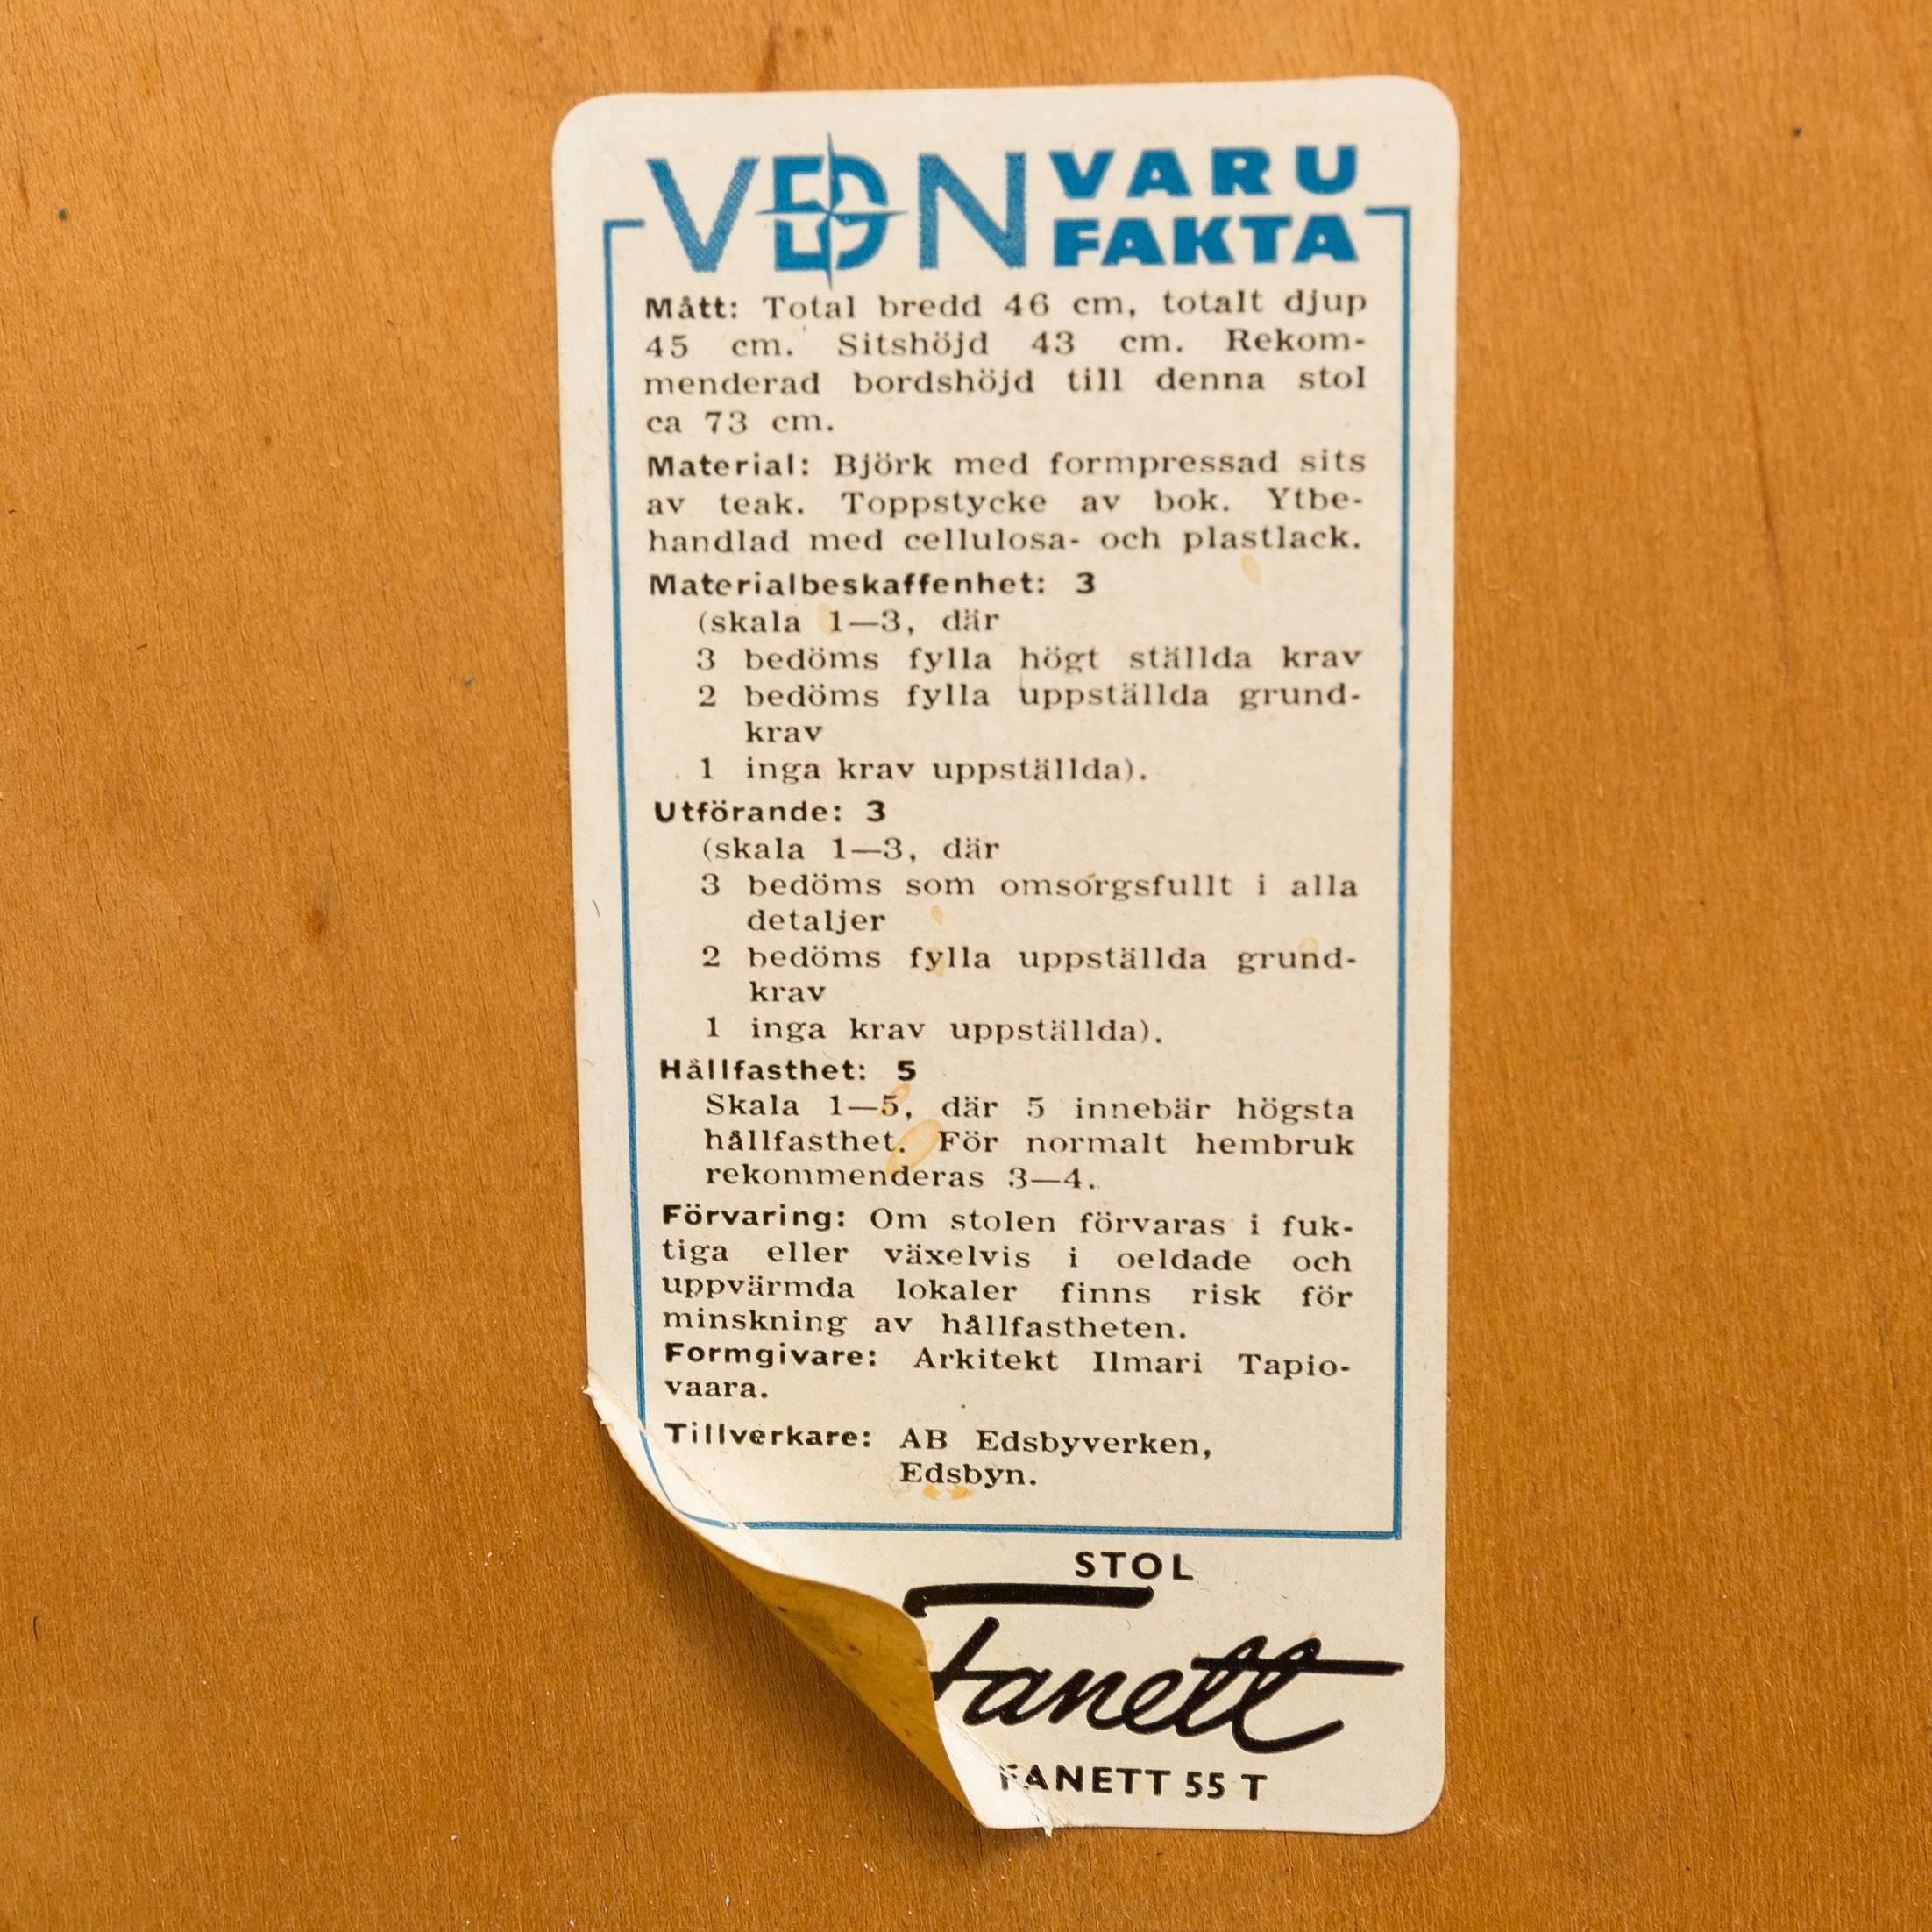 VDN VARU
FAKTA
Mått: Total bredd 46 cm, totalt djup
45 cm. Sitshöjd 43 cm. Rekom-
menderad bordshöjd till denna stol
ca 73 cm.
Material: Björk med formpressad sits
av teak. Toppstycke av bok. Ytbe-
handlad med cellulosa- och plastlack.
Materialbeskaffenhet: 3
(skala 1—3, där
3 bedöms fylla högt ställda krav
2 bedöms fylla uppställda grund-
krav
1 inga krav uppställda).
Utförande: 3
(skala 1—3, där
3 bedöms som omsorgsfullt i alla
detaljer
2 bedöms fylla uppställda grund-
krav
1 inga krav uppställda).
Hållfasthet: 5
Skala 1—5, där 5 innebär högsta
hållfasthet. För normalt hembruk
rekommenderas 3—4.
Förvaring: Om stolen förvaras i fuk-
tiga eller växelvis i oeldade och
uppvärmda lokaler finns risk för
minskning av hållfastheten.
Formgivare: Arkitekt Ilmari Tapio-
vaara.
Tillverkare: AB Edsbyverken,
Edsbyn.
STOL
Fanett
FANETT 55 T